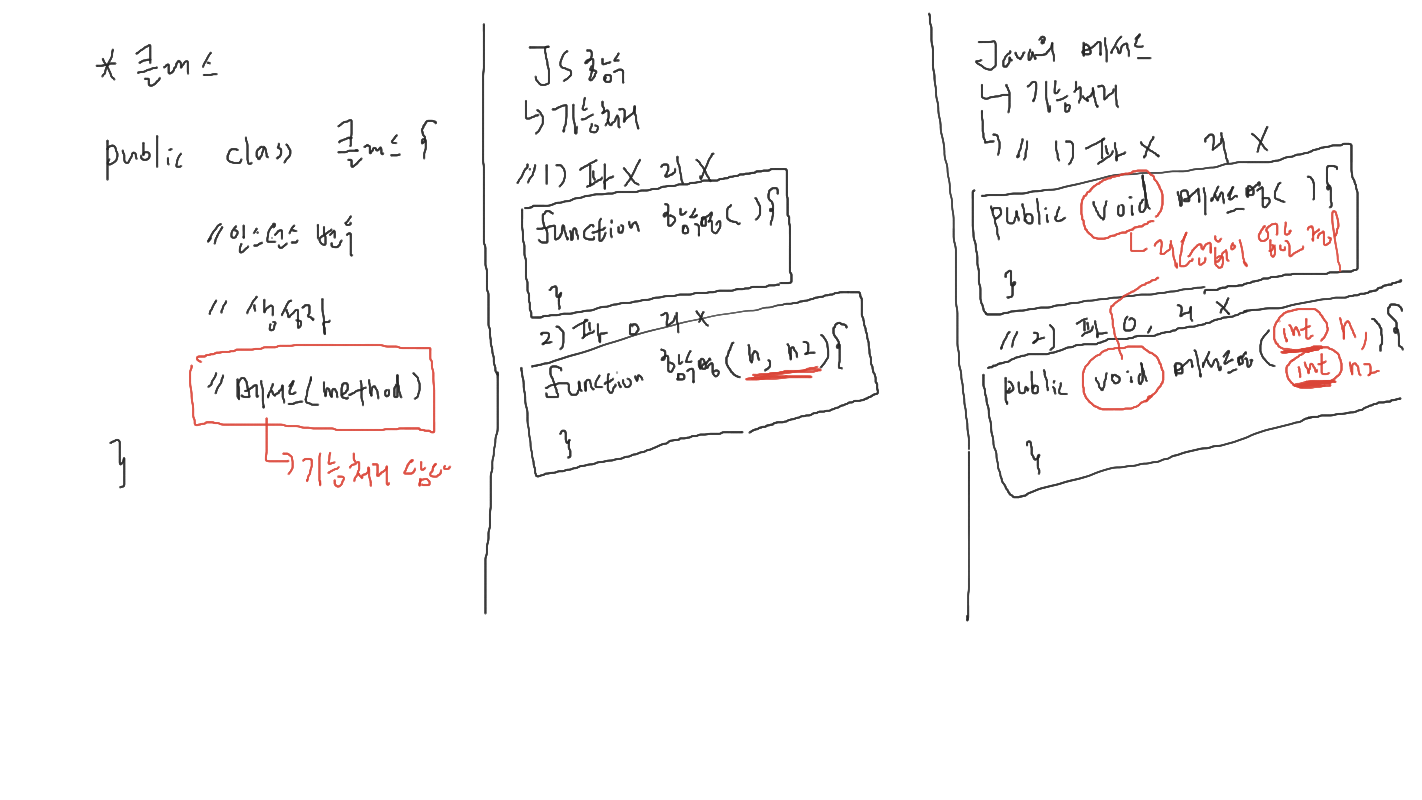 * 클래스
public class 클래스 {
//인스턴스 변수
// 생성자
// 메서드(method)
}
→ 기능처리 담당
JS 함수
↳ 기능처리
//1) 파 X 리 X
function 함수명( ){
}
2) 파 O 리 X
function 함수명(n, n2){
}
Java의 메서드
↳ 기능처리
↳ // 1) 파 X 리 X
public void 메서드명( ){
리턴값이 없다는
}
// 2) 파 O, 리 X
public void 메서드명(int n, ){
int n2
}